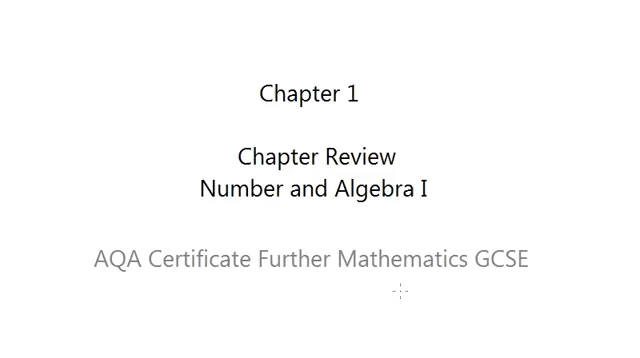 Chapter 1
Chapter Review
Number and Algebra I
AQA Certificate Further Mathematics GCSE